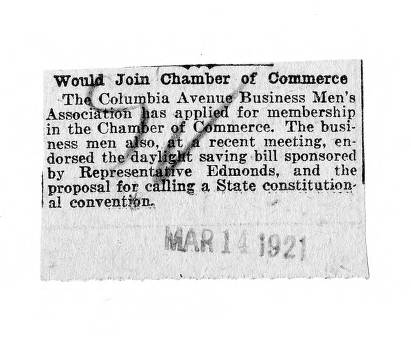 Would Join Chamber of Commerce
The Columbia Avenue Business Men's
Association has applied for membership
in the Chamber of Commerce. The busi-
ness men also, at a recent meeting, en-
dorsed the daylight saving bill sponsored
by Representative Edmonds, and the
proposal for calling a State constitution-
al convention.
MAR 14 1921